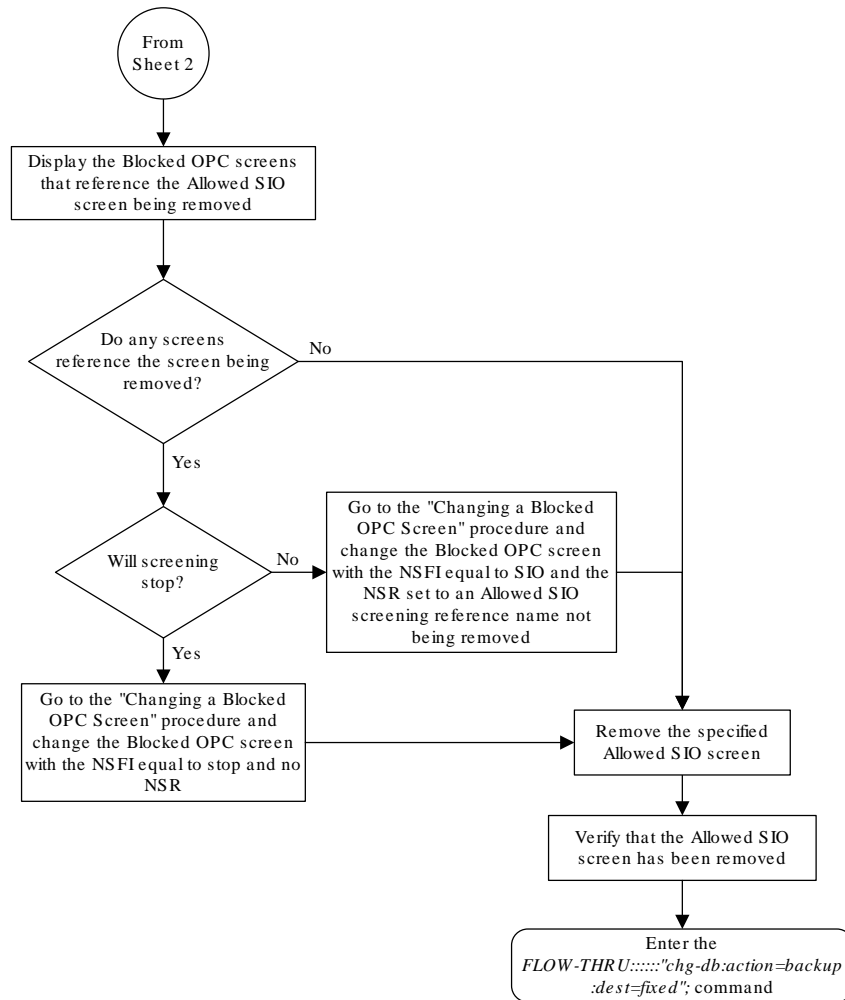 From
Sheet 2
Display the Blocked OPC screens
that reference the Allowed SIO
screen being removed
Do any screens
reference the screen being
removed?
No
Yes
Will screening
stop?
No
Go to the "Changing a Blocked
OPC Screen" procedure and
change the Blocked OPC screen
with the NSFI equal to SIO and the
NSR set to an Allowed SIO
screening reference name not
being removed
Yes
Go to the "Changing a Blocked
OPC Screen" procedure and
change the Blocked OPC screen
with the NSFI equal to stop and no
NSR
Remove the specified
Allowed SIO screen
Verify that the Allowed SIO
screen has been removed
Enter the
FLOW-THRU::::::"chg-db:action=backup
:dest=fixed"; command